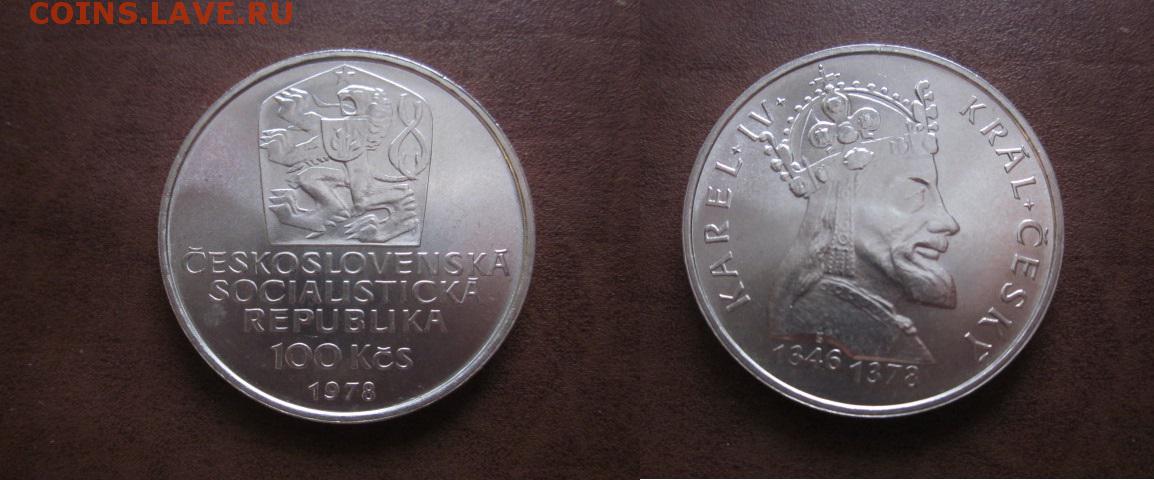 COINS.LAVE.RU
ČESKOSLOVENSKÁ
SOCIALISTICKÁ
REPUBLIKA
100 Kčs
1978
KAREL · IV · KRÁL · ČESKÝ
1346 1378